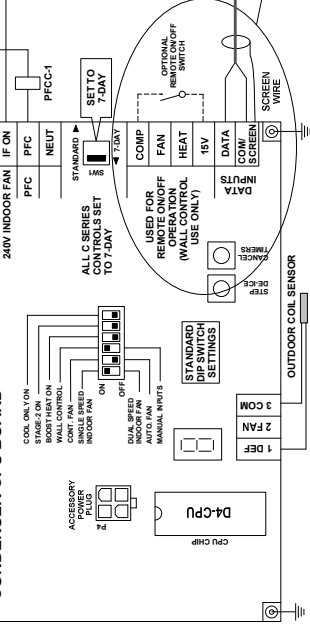 240V INDOOR FAN
IF ON
PFC
PFC
NEUT
PFCC-1
STANDARD
7-DAY
SW1
SET TO
7-DAY
ALL C SERIES
CONTROLS SET
TO 7-DAY
OPTIONAL
REMOTE ON/OFF
SWITCH
COMP
FAN
HEAT
15V
DATA
COM/
SCREEN
SCREEN
WIRE
DATA
INPUTS
USED FOR
REMOTE ON/OFF
OPERATION
(WALL CONTROL
USE ONLY)
CANCEL
TIMERS
STEP
DE-ICE
OUTDOOR COIL SENSOR
COOL ONLY ON
STAGE-2 ON
BOOST HEAT ON
WALL CONTROL
CONT. FAN
SINGLE SPEED
INDOOR FAN
ON
OFF
DUAL SPEED
INDOOR FAN
AUTO. FAN
MANUAL INPUTS
STANDARD
DIP SWITCH
SETTINGS
3 COM
2 FAN
1 DEF
ACCESSORY
POWER
PLUG
P4
D4-CPU
CPU CHIP